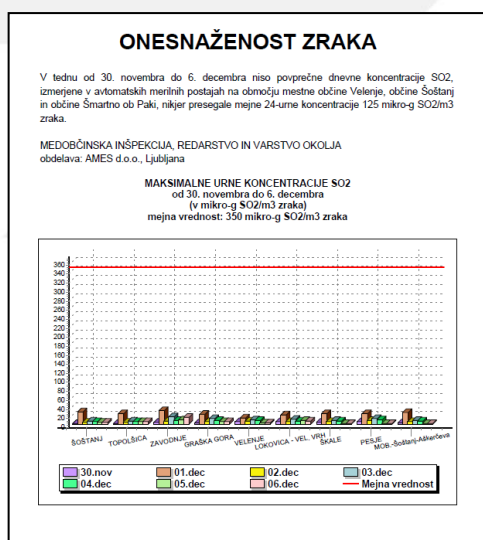 ONESNAŽENOST ZRAKA
V tednu od 30. novembra do 6. decembra niso povprečne dnevne koncentracije SO2,
izmerjene v avtomatskih merilnih postajah na območju mestne občine Velenje, občine Šoštanj
in občine Šmartno ob Paki, nikjer presegale mejne 24-urne koncentracije 125 mikro-g SO2/m3
zraka.
MEDOBČINSKA INŠPEKCIJA, REDARSTVO IN VARSTVO OKOLJA
obdelava: AMES d.o.o., Ljubljana
MAKSIMALNE URNE KONCENTRACIJE SO2
od 30. novembra do 6. decembra
(v mikro-g SO2/m3 zraka)
mejna vrednost: 350 mikro-g SO2/m3 zraka
360
340
320
300
280
260
240
220
200
180
160
140
120
100
80
60
40
20
0
ŠOŠTANJ TOPOLŠICA ZAVODNJE GRAŠKA GORA VELENJE LOKOVICA - VEL. VRH ŠKALE PESJE MOB.-Šoštanj-Aškerčeva
30.nov 01.dec 02.dec 03.dec
04.dec 05.dec 06.dec Mejna vrednost